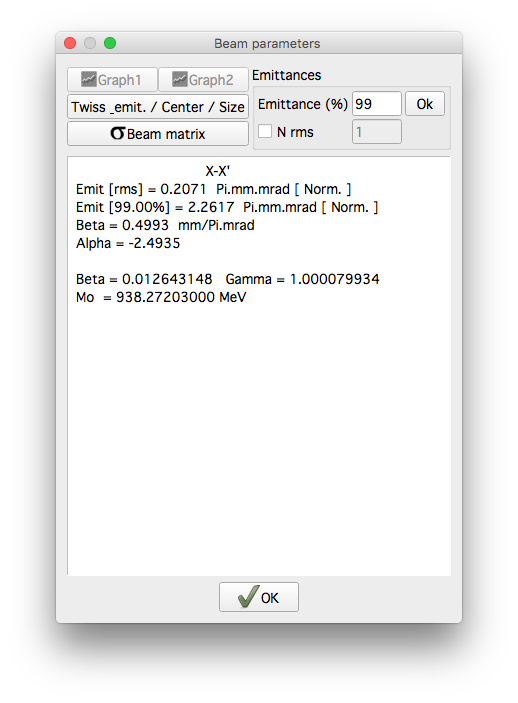 Beam parameters
Graph1 Graph2 Emittances
Twiss _emit. / Center / Size Emittance (%) 99 Ok
σBeam matrix N rms 1
X-X'
Emit [rms] = 0.2071 Pi.mm.mrad [ Norm. ]
Emit [99.00%] = 2.2617 Pi.mm.mrad [ Norm. ]
Beta = 0.4993 mm/Pi.mrad
Alpha = -2.4935
Beta = 0.012643148 Gamma = 1.000079934
Mo = 938.27203000 MeV
OK